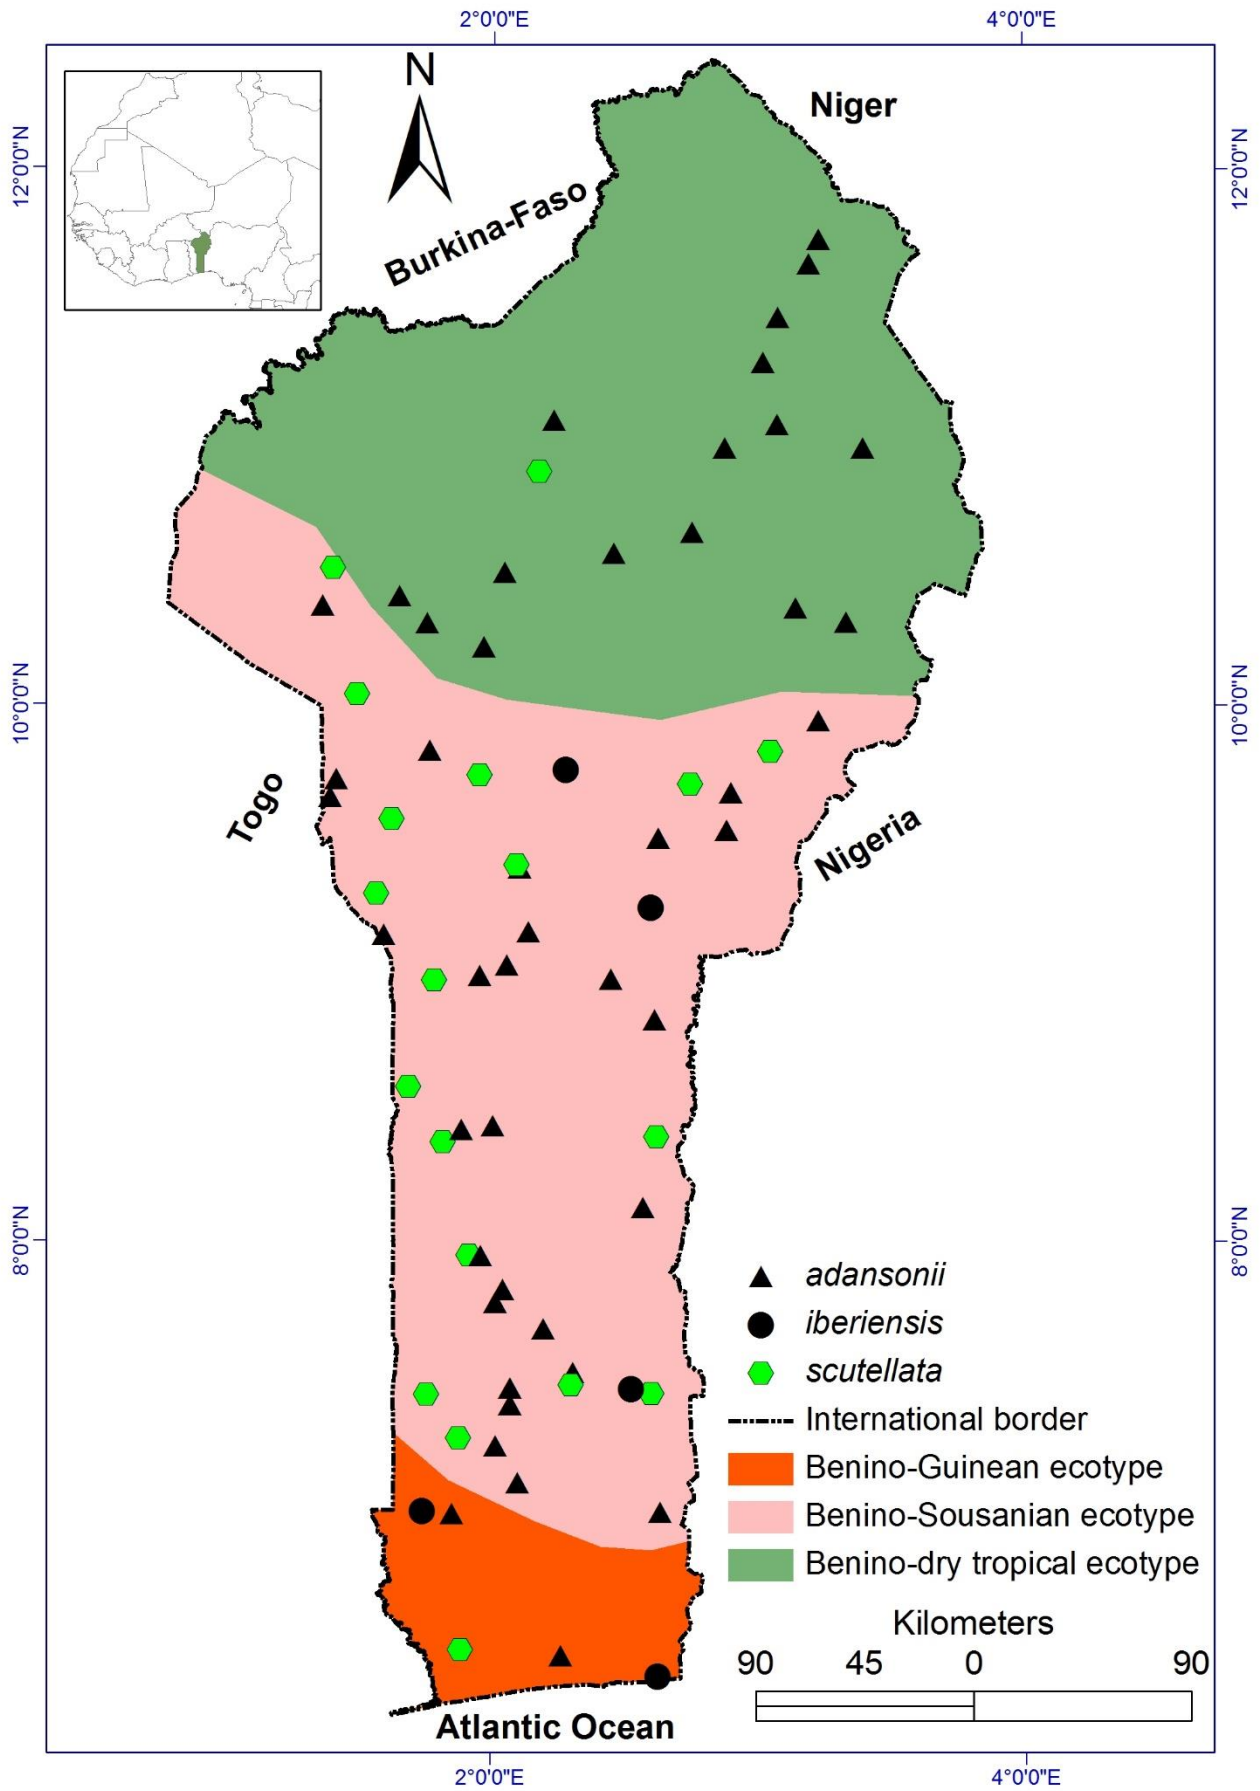 2°0'0"E
4°0'0"E
N
Niger
12°0'0"N
12°0'0"N
Burkina-Faso
10°0'0"N
10°0'0"N
Togo
Nigeria
8°0'0"N
8°0'0"N
adansonii
iberiensis
scutellata
International border
Benino-Guinean ecotype
Benino-Sousanian ecotype
Benino-dry tropical ecotype
Kilometers
90 45 0 90
Atlantic Ocean
2°0'0"E
4°0'0"E